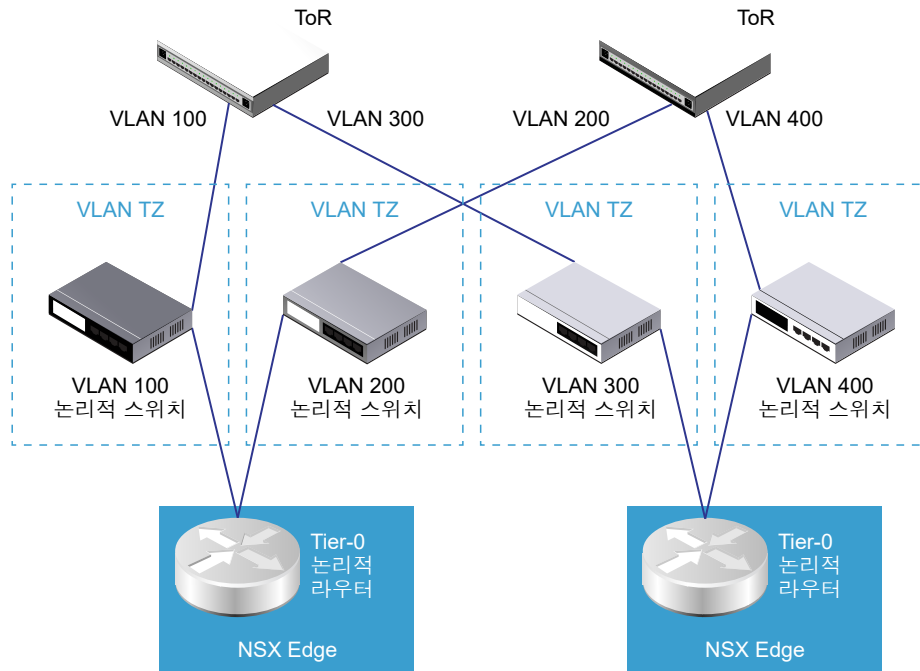 ToR
ToR
VLAN 100
VLAN 300
VLAN 200
VLAN 400
VLAN TZ
VLAN TZ
VLAN TZ
VLAN TZ
VLAN 100
논리적 스위치
VLAN 200
논리적 스위치
VLAN 300
논리적 스위치
VLAN 400
논리적 스위치
Tier-0
논리적
라우터
NSX Edge
Tier-0
논리적
라우터
NSX Edge